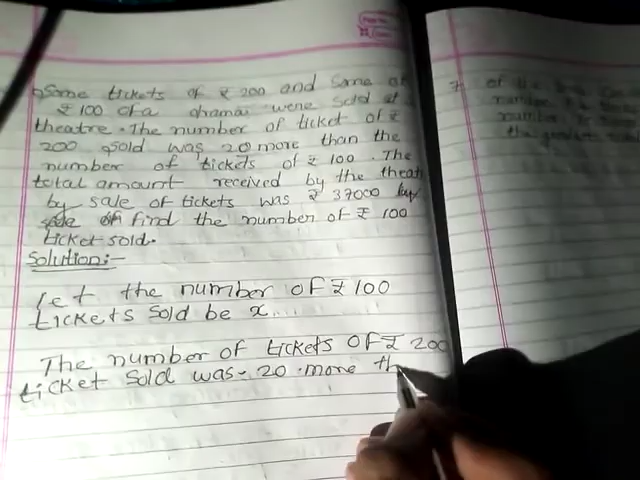 Some tickets of ₹ 200 and some of
₹ 100 of a drama were sold at
theatre. The number of ticket of ₹
200 sold was 20 more than the
number of tickets of ₹ 100. The
total amount received by the theat
by sale of tickets was ₹ 37000
find the number of ₹ 100
ticket sold.
Solution:-
let the number of ₹ 100
tickets sold be x.
The number of tickets of ₹ 200
ticket sold was 20 more th